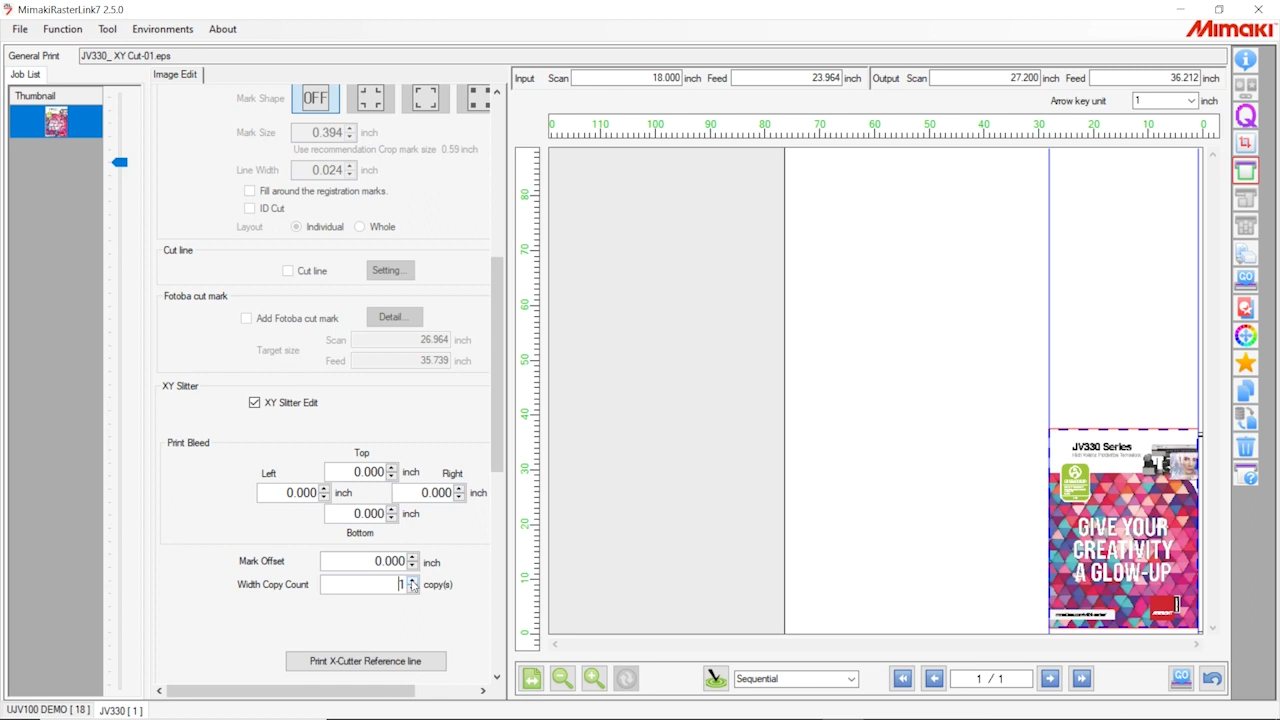 MimakiRasterLink7 2.5.0
File Function Tool Environments About
Mimaki
General Print JV330_ XY Cut-01.eps
Job List
Thumbnail
Image Edit
Mark Shape OFF
Mark Size 0.394 inch
Use recommendation Crop mark size 0.59 inch
Line Width 0.024 inch
Fill around the registration marks.
ID Cut
Layout Individual Whole
Cut line
Cut line Setting...
Fotoba cut mark
Add Fotoba cut mark Detail...
Target size
Scan 26.964 inch
Feed 35.739 inch
XY Slitter
XY Slitter Edit
Print Bleed
Top
0.000 inch
Left Right
0.000 inch 0.000 inch
0.000 inch
Bottom
Mark Offset 0.000 inch
Width Copy Count 1 copy(s)
Print X-Cutter Reference line
Input Scan 18.000 inch Feed 23.964 inch Output Scan 27.200 inch Feed 36.212 inch
Arrow key unit 1 inch
110 100 90 80 70 60 50 40 30 20 10 0
80
70
60
50
40
30
20
10
0
JV330 Series
GIVE YOUR
CREATIVITY
A GLOW-UP
Q
GO
Sequential 1 / 1 GO
UJV100 DEMO [ 18 ] JV330 [ 1 ]